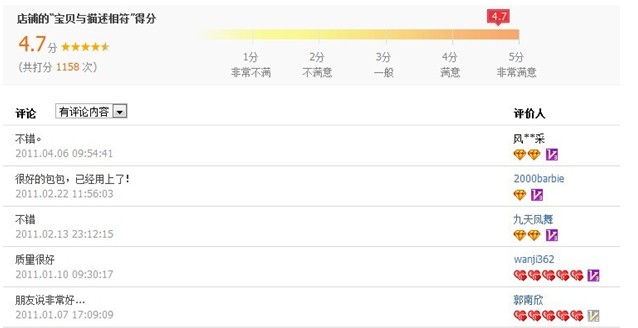 店铺的"宝贝与描述相符"得分
4.7分
(共打分 1158 次)
4.7
1分 2分 3分 4分 5分
非常不满 不满意 一般 满意 非常满意
评论 有评论内容 评价人
不错。 风**采
2011.04.06 09:54:41
很好的包包，已经用上了! 2000barbie
2011.02.22 11:56:03
不错 九天凤舞
2011.02.13 23:12:15
质量很好 wanji362
2011.01.10 09:30:17
朋友说非常好... 郭南欣
2011.01.07 17:09:09